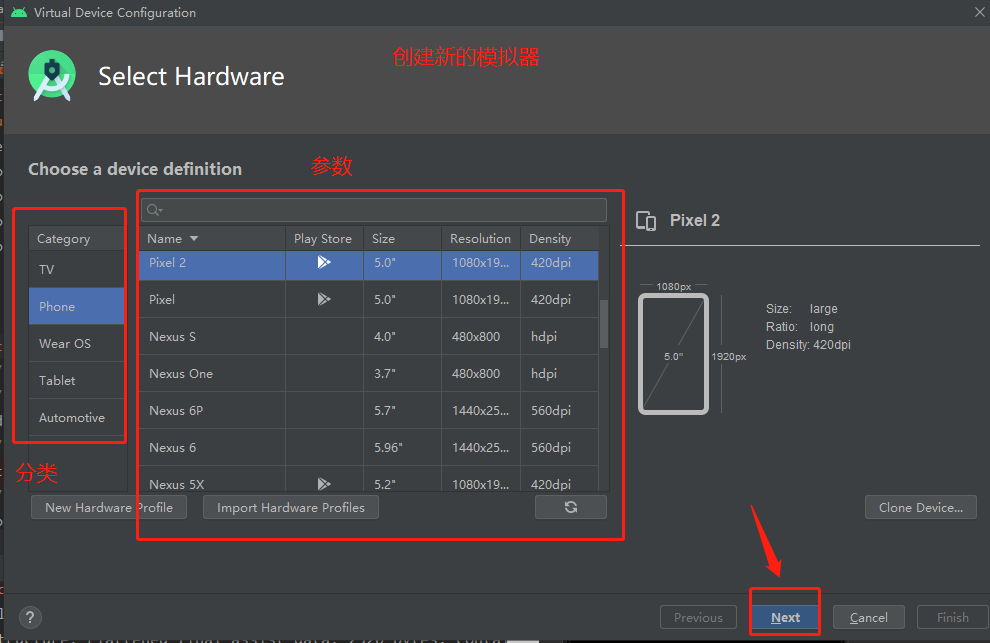 Virtual Device Configuration
创建新的模拟器
Select Hardware
Choose a device definition
参数
Category
TV
Phone
Wear OS
Tablet
Automotive
分类
Name Play Store Size Resolution Density
Pixel 2 5.0" 1080x19... 420dpi
Pixel 5.0" 1080x19... 420dpi
Nexus S 4.0" 480x800 hdpi
Nexus One 3.7" 480x800 hdpi
Nexus 6P 5.7" 1440x25... 560dpi
Nexus 6 5.96" 1440x25... 560dpi
Nexus 5X 5.2" 1080x19... 420dpi
New Hardware Profile Import Hardware Profiles
Pixel 2
1080px
5.0"
1920px
Size: large
Ratio: long
Density: 420dpi
Clone Device...
?
Previous Next Cancel Finish